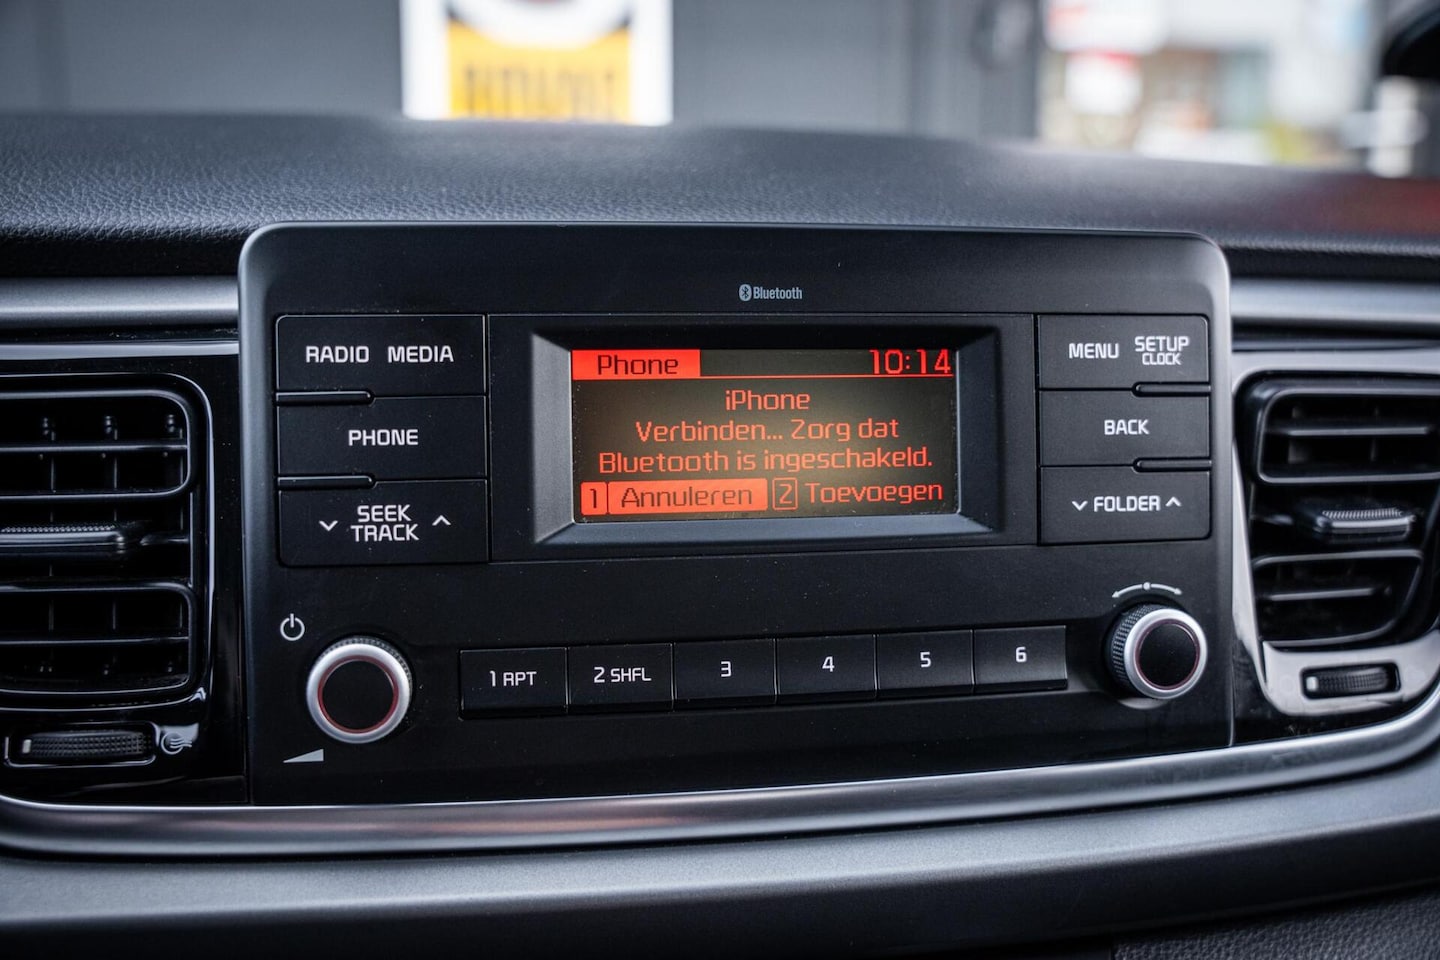 Bluetooth
RADIO MEDIA
PHONE
SEEK
TRACK
Phone 10:14
iPhone
Verbinden... Zorg dat
Bluetooth is ingeschakeld.
1 Annuleren 2 Toevoegen
MENU SETUP
CLOCK
BACK
FOLDER
1 RPT 2 SHFL 3 4 5 6